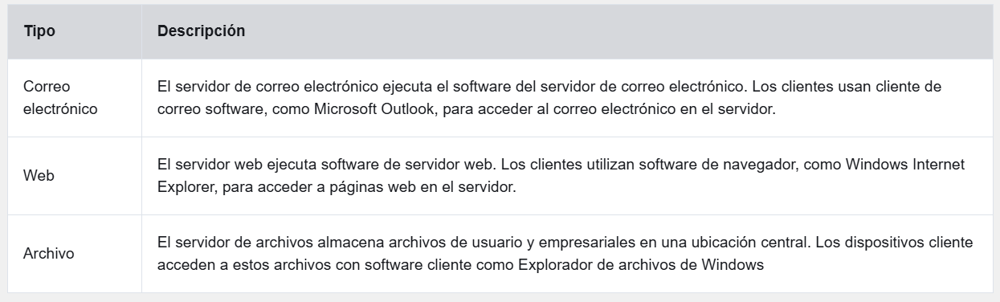 Tipo
Descripción
Correo
electrónico
El servidor de correo electrónico ejecuta el software del servidor de correo electrónico. Los clientes usan cliente de
correo software, como Microsoft Outlook, para acceder al correo electrónico en el servidor.
Web
El servidor web ejecuta software de servidor web. Los clientes utilizan software de navegador, como Windows Internet
Explorer, para acceder a páginas web en el servidor.
Archivo
El servidor de archivos almacena archivos de usuario y empresariales en una ubicación central. Los dispositivos cliente
acceden a estos archivos con software cliente como Explorador de archivos de Windows